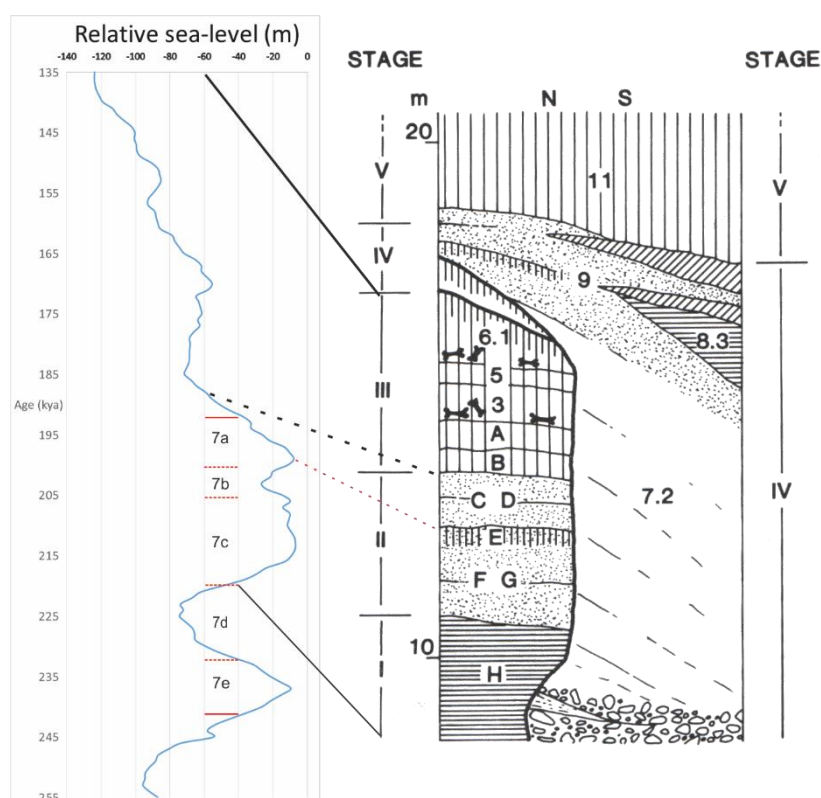 Relative sea-level (m)
-140 -120 -100 -80 -60 -40 -20 0
135
145
155
165
175
185
Age (kya)
195
205
215
225
235
245
255
7a
7b
7c
7d
7e
STAGE
V
IV
III
II
I
m
N S
20
10
11
9
8.3
6.1
5
3
A
B
C D
E
F G
H
7.2
STAGE
V
IV